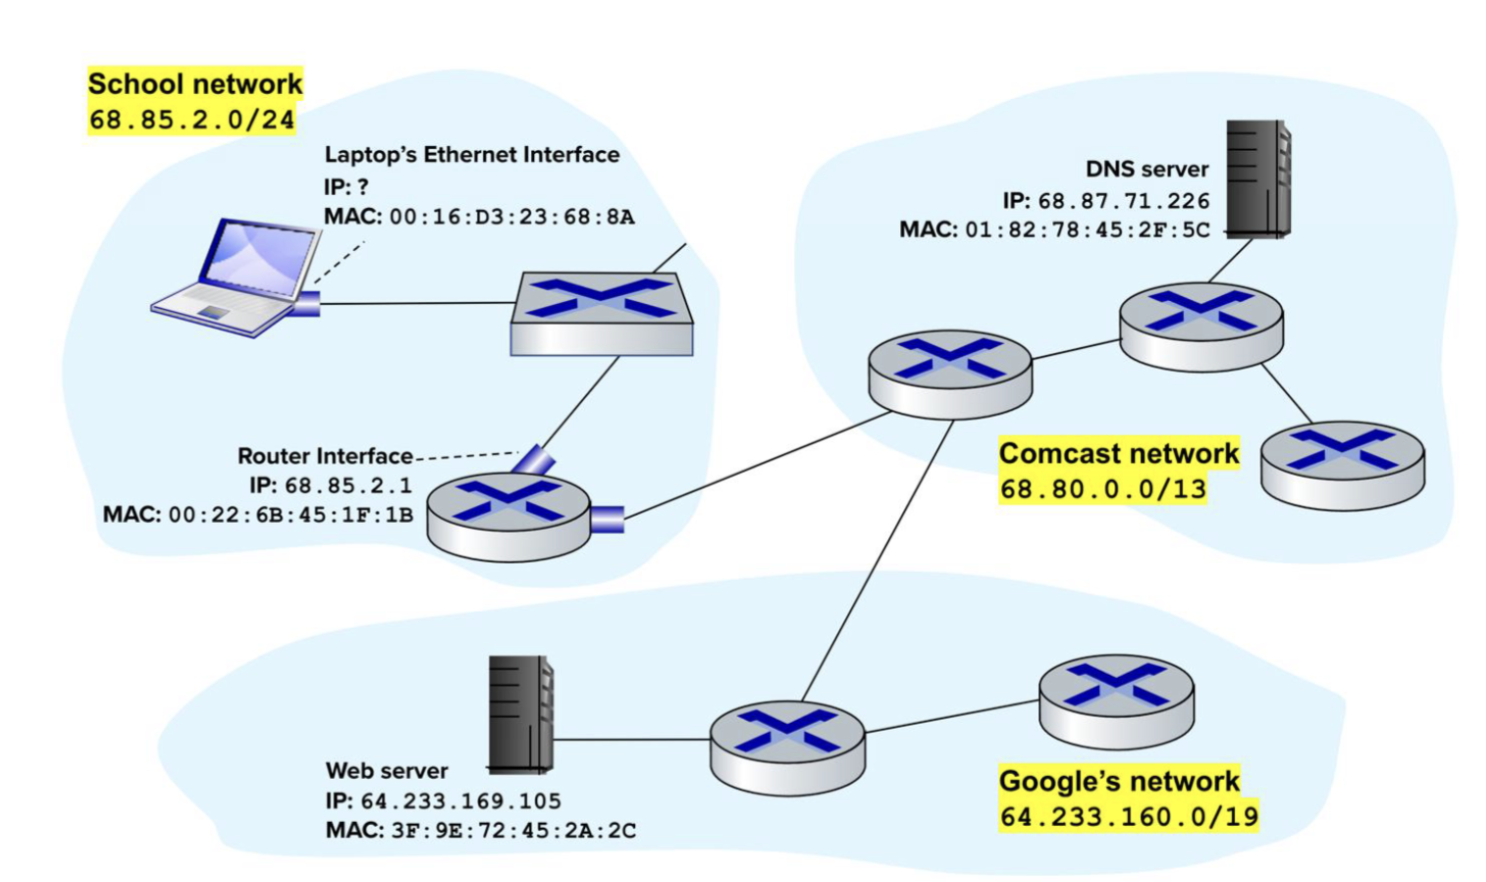 School network
68.85.2.0/24
Laptop's Ethernet Interface
IP: ?
MAC: 00:16:D3:23:68:8A
DNS server
IP: 68.87.71.226
MAC: 01:82:78:45:2F:5C
Router Interface
IP: 68.85.2.1
MAC: 00:22:6B:45:1F:1B
Comcast network
68.80.0.0/13
Web server
IP: 64.233.169.105
MAC: 3F:9E:72:45:2A:2C
Google's network
64.233.160.0/19